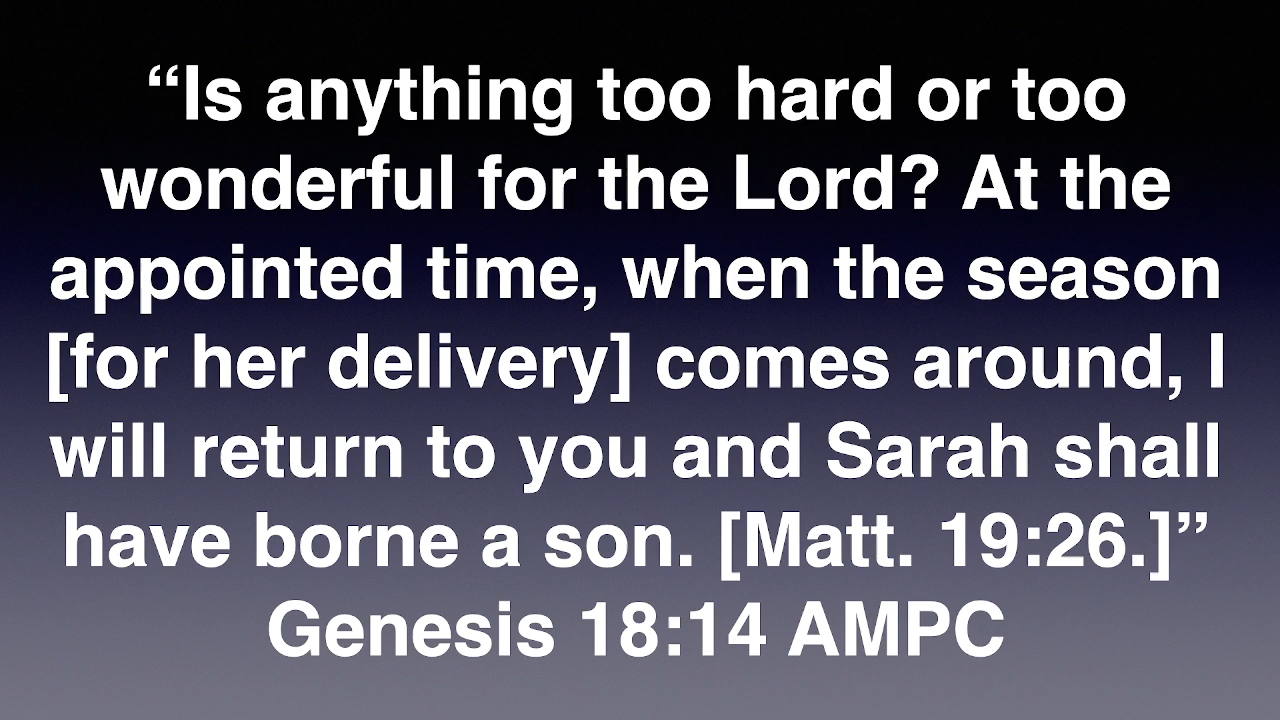 “Is anything too hard or too
wonderful for the Lord? At the
appointed time, when the season
[for her delivery] comes around, I
will return to you and Sarah shall
have borne a son. [Matt. 19:26.]”
Genesis 18:14 AMPC